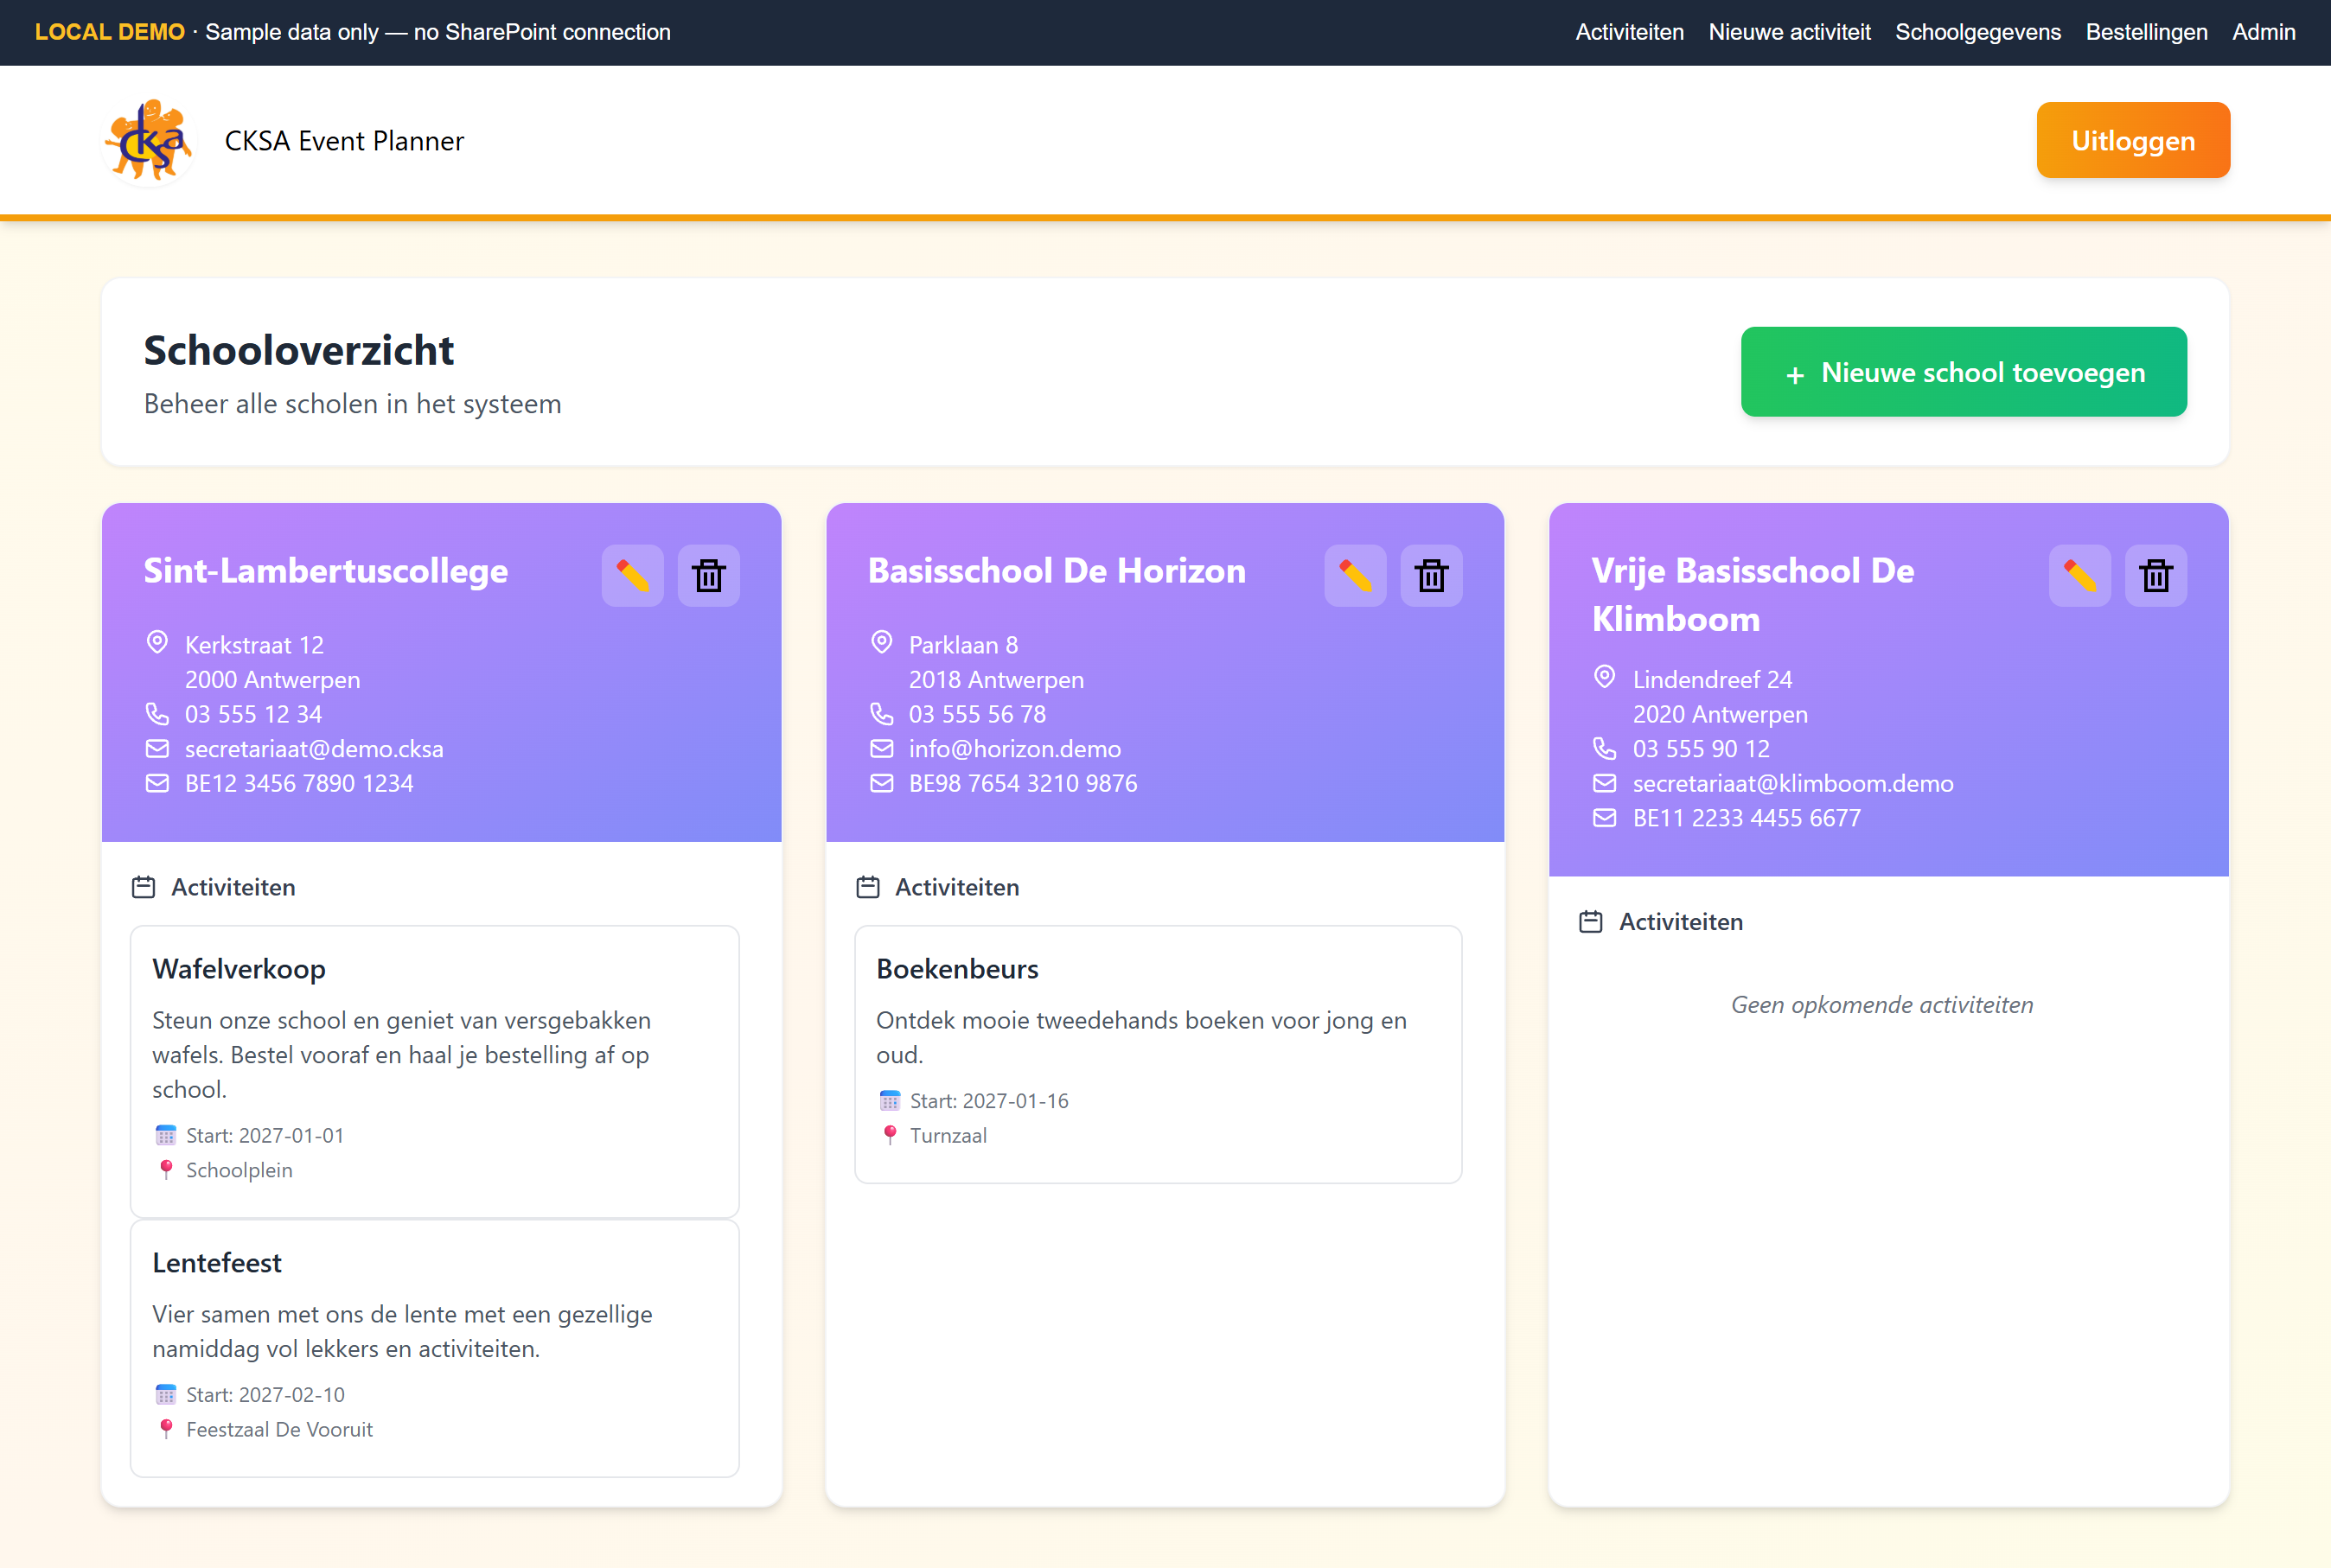 LOCAL DEMO · Sample data only — no SharePoint connection
Activiteiten Nieuwe activiteit Schoolgegevens Bestellingen Admin
cksa
CKSA Event Planner
Uitloggen
Schooloverzicht
Beheer alle scholen in het systeem
+ Nieuwe school toevoegen
Sint-Lambertuscollege
Kerkstraat 12
2000 Antwerpen
03 555 12 34
secretariaat@demo.cksa
BE12 3456 7890 1234
Activiteiten
Wafelverkoop
Steun onze school en geniet van versgebakken
wafels. Bestel vooraf en haal je bestelling af op
school.
Start: 2027-01-01
Schoolplein
Lentefeest
Vier samen met ons de lente met een gezellige
namiddag vol lekkers en activiteiten.
Start: 2027-02-10
Feestzaal De Vooruit
Basisschool De Horizon
Parklaan 8
2018 Antwerpen
03 555 56 78
info@horizon.demo
BE98 7654 3210 9876
Activiteiten
Boekenbeurs
Ontdek mooie tweedehands boeken voor jong en
oud.
Start: 2027-01-16
Turnzaal
Vrije Basisschool De
Klimboom
Lindendreef 24
2020 Antwerpen
03 555 90 12
secretariaat@klimboom.demo
BE11 2233 4455 6677
Activiteiten
Geen opkomende activiteiten